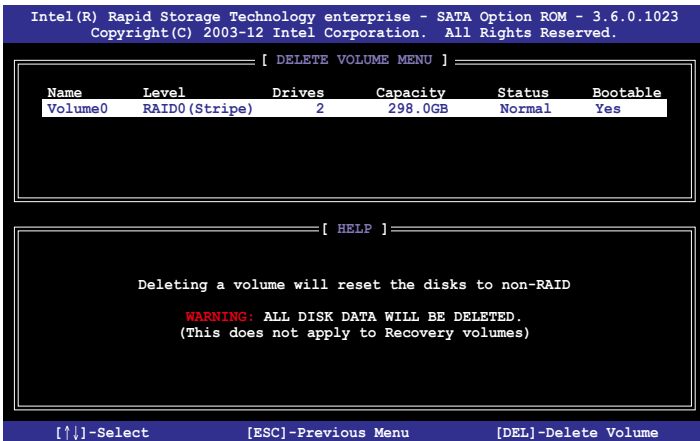 Intel(R) Rapid Storage Technology enterprise - SATA Option ROM - 3.6.0.1023
Copyright(C) 2003-12 Intel Corporation. All Rights Reserved.
[ DELETE VOLUME MENU ]
Name Level Drives Capacity Status Bootable
Volume0 RAID0(Stripe) 2 298.0GB Normal Yes
[ HELP ]
Deleting a volume will reset the disks to non-RAID
WARNING: ALL DISK DATA WILL BE DELETED.
(This does not apply to Recovery volumes)
[↑↓]-Select [ESC]-Previous Menu [DEL]-Delete Volume